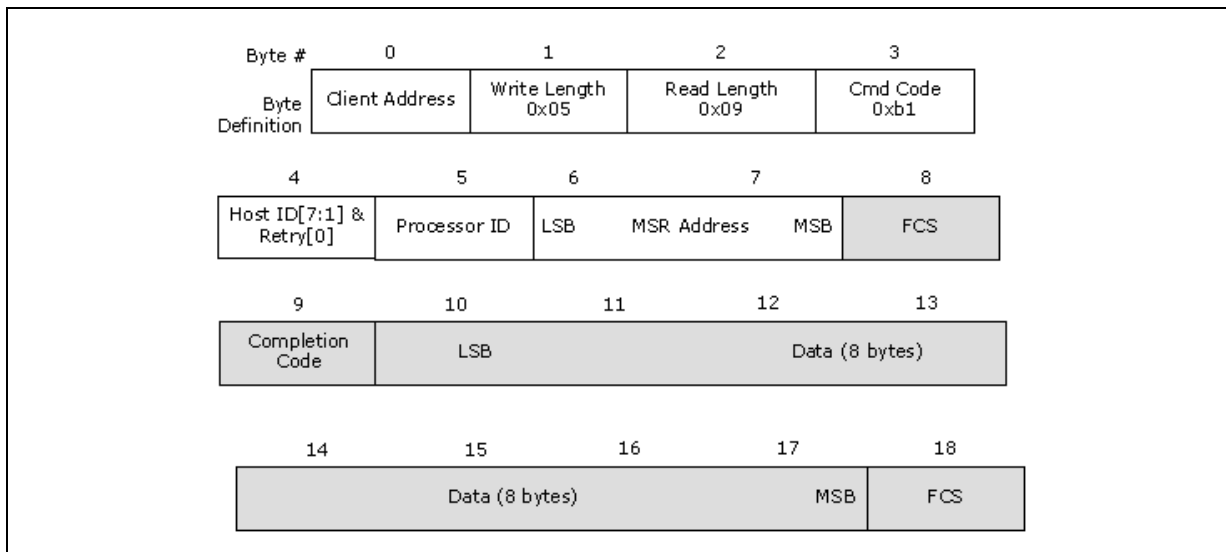 Byte # 0 1 2 3
Byte Definition
Client Address
Write Length
0x05
Read Length
0x09
Cmd Code
0xb1
4 5 6 7 8
Host ID[7:1] &
Retry[0]
Processor ID
LSB MSR Address MSB
FCS
9 10 11 12 13
Completion
Code
LSB Data (8 bytes)
14 15 16 17 18
Data (8 bytes) MSB FCS